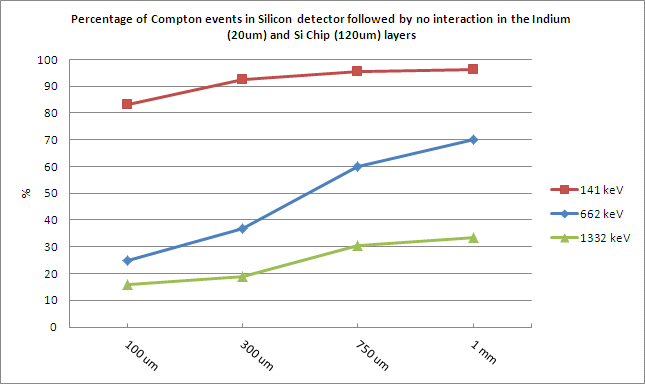 Percentage of Compton events in Silicon detector followed by no interaction in the Indium
(20um) and Si Chip (120um) layers
100
90
80
70
60
50
40
30
20
10
0
%
100 um
300 um
750 um
1 mm
141 keV
662 keV
1332 keV